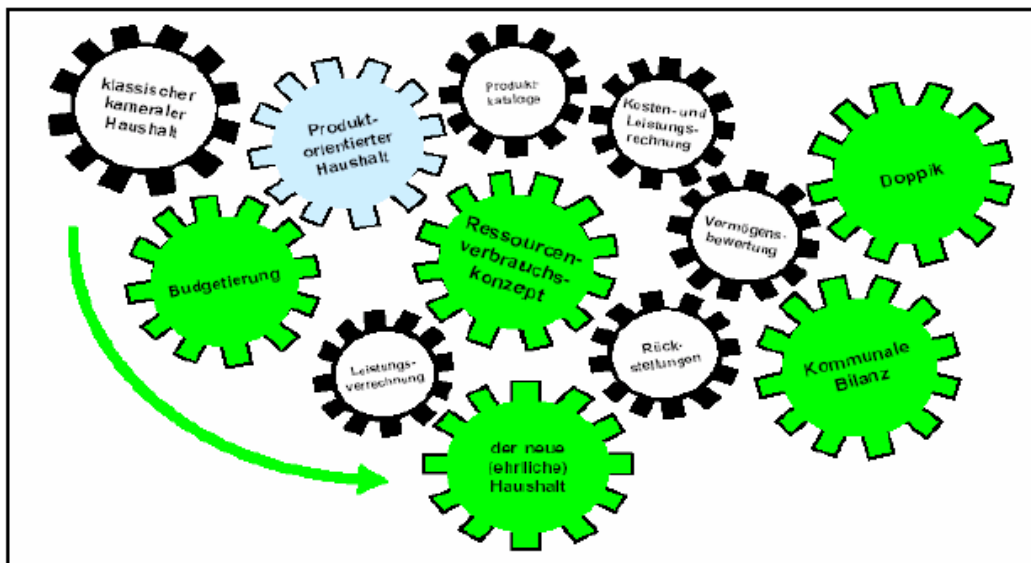 klassischer
kameraler
Haushalt
Produkt-
orientierter
Haushalt
Produkt-
kataloge
Kosten- und
Leistungs-
rechnung
Doppik
Budgetierung
Ressourcen-
verbrauchs-
konzept
Vermögens-
bewertung
Leistungs-
verrechnung
Rück-
stellungen
Kommunale
Bilanz
der neue
(ehrliche)
Haushalt